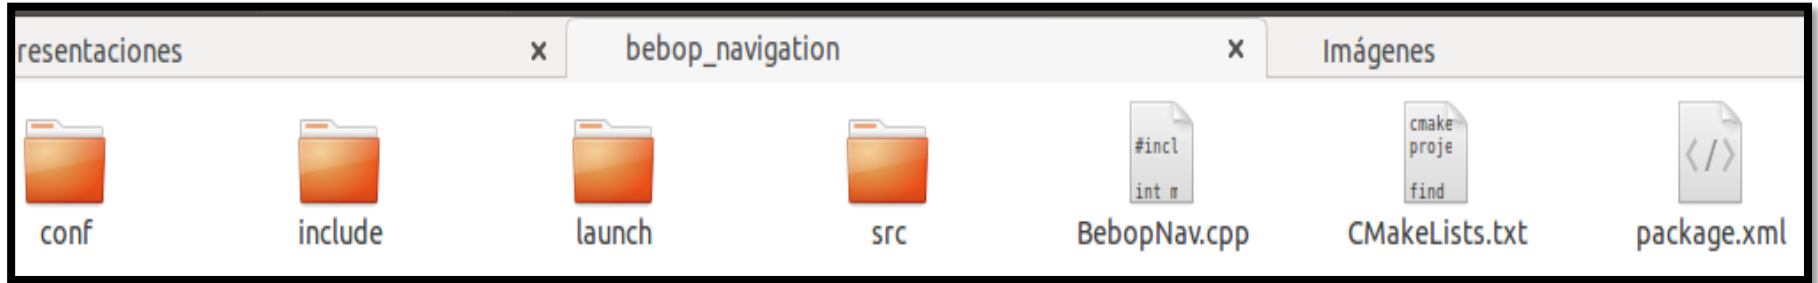 resentaciones x bebop_navigation x Imágenes
#incl
int m
cmake
proje
find
</>
conf include launch src BebopNav.cpp CMakeLists.txt package.xml